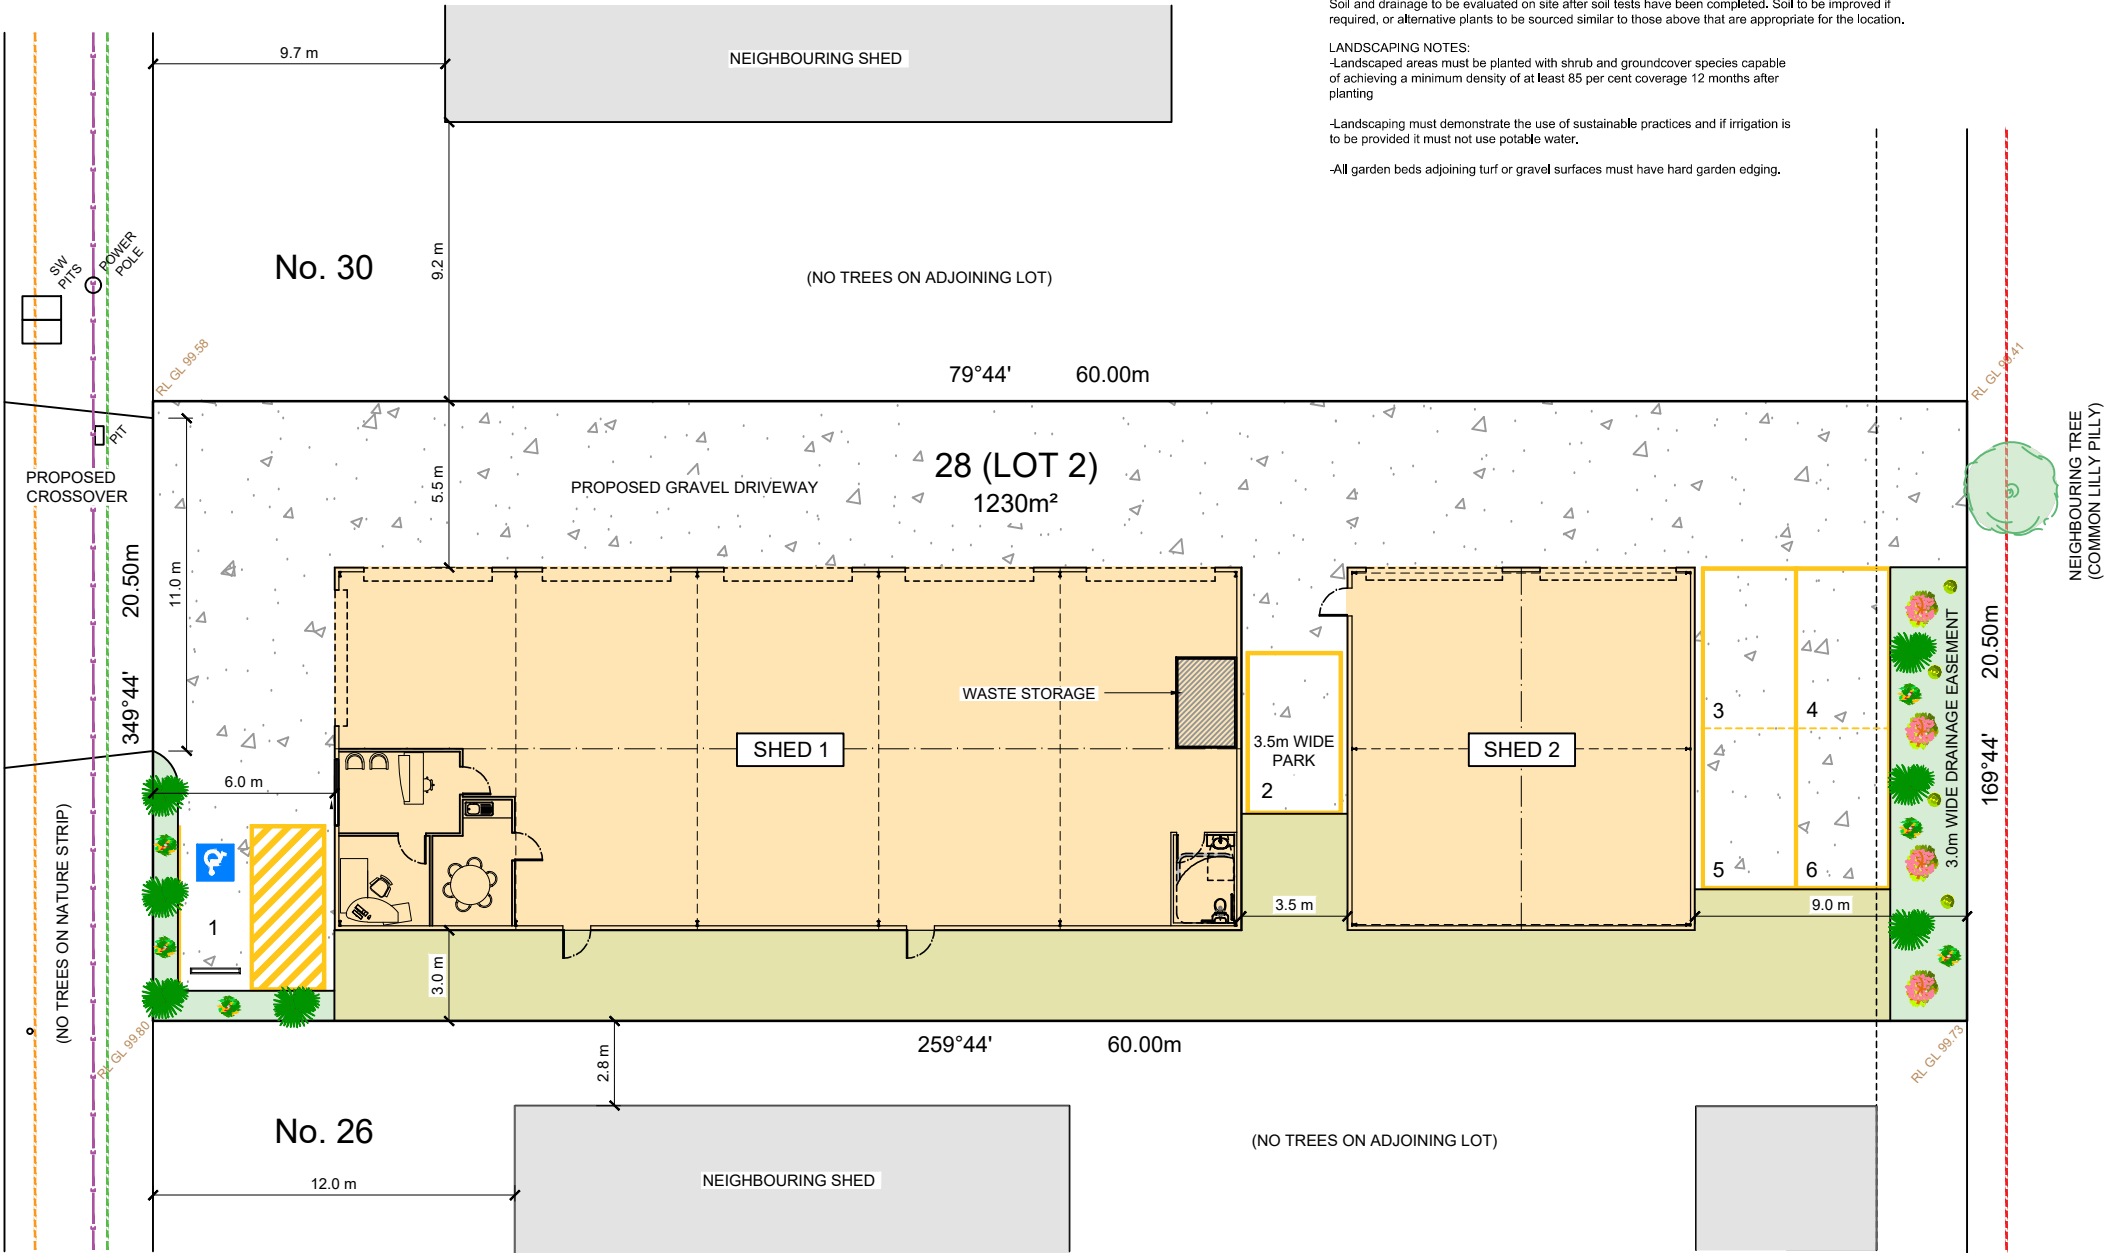 Soil and drainage to be evaluated on site after soil tests have been completed. Soil to be improved if
required, or alternative plants to be sourced similar to those above that are appropriate for the location.
LANDSCAPING NOTES:
-Landscaped areas must be planted with shrub and groundcover species capable
of achieving a minimum density of at least 85 per cent coverage 12 months after
planting
-Landscaping must demonstrate the use of sustainable practices and if irrigation is
to be provided it must not use potable water.
-All garden beds adjoining turf or gravel surfaces must have hard garden edging.
9.7 m
NEIGHBOURING SHED
SW
PITS
POWER
POLE
No. 30
9.2 m
(NO TREES ON ADJOINING LOT)
RL GL 99.58
79°44'
60.00m
RL GL 99.41
PIT
PROPOSED
CROSSOVER
5.5 m
PROPOSED GRAVEL DRIVEWAY
28 (LOT 2)
1230m²
NEIGHBOURING TREE
(COMMON LILLY PILLY)
349°44'
20.50m
11.0 m
WASTE STORAGE
SHED 1
3.5m WIDE
PARK
2
SHED 2
3
4
5
6
3.0m WIDE DRAINAGE EASEMENT
169°44'
20.50m
6.0 m
(NO TREES ON NATURE STRIP)
1
3.0 m
3.5 m
9.0 m
RL GL 99.80
259°44'
60.00m
RL GL 99.73
2.8 m
No. 26
(NO TREES ON ADJOINING LOT)
12.0 m
NEIGHBOURING SHED